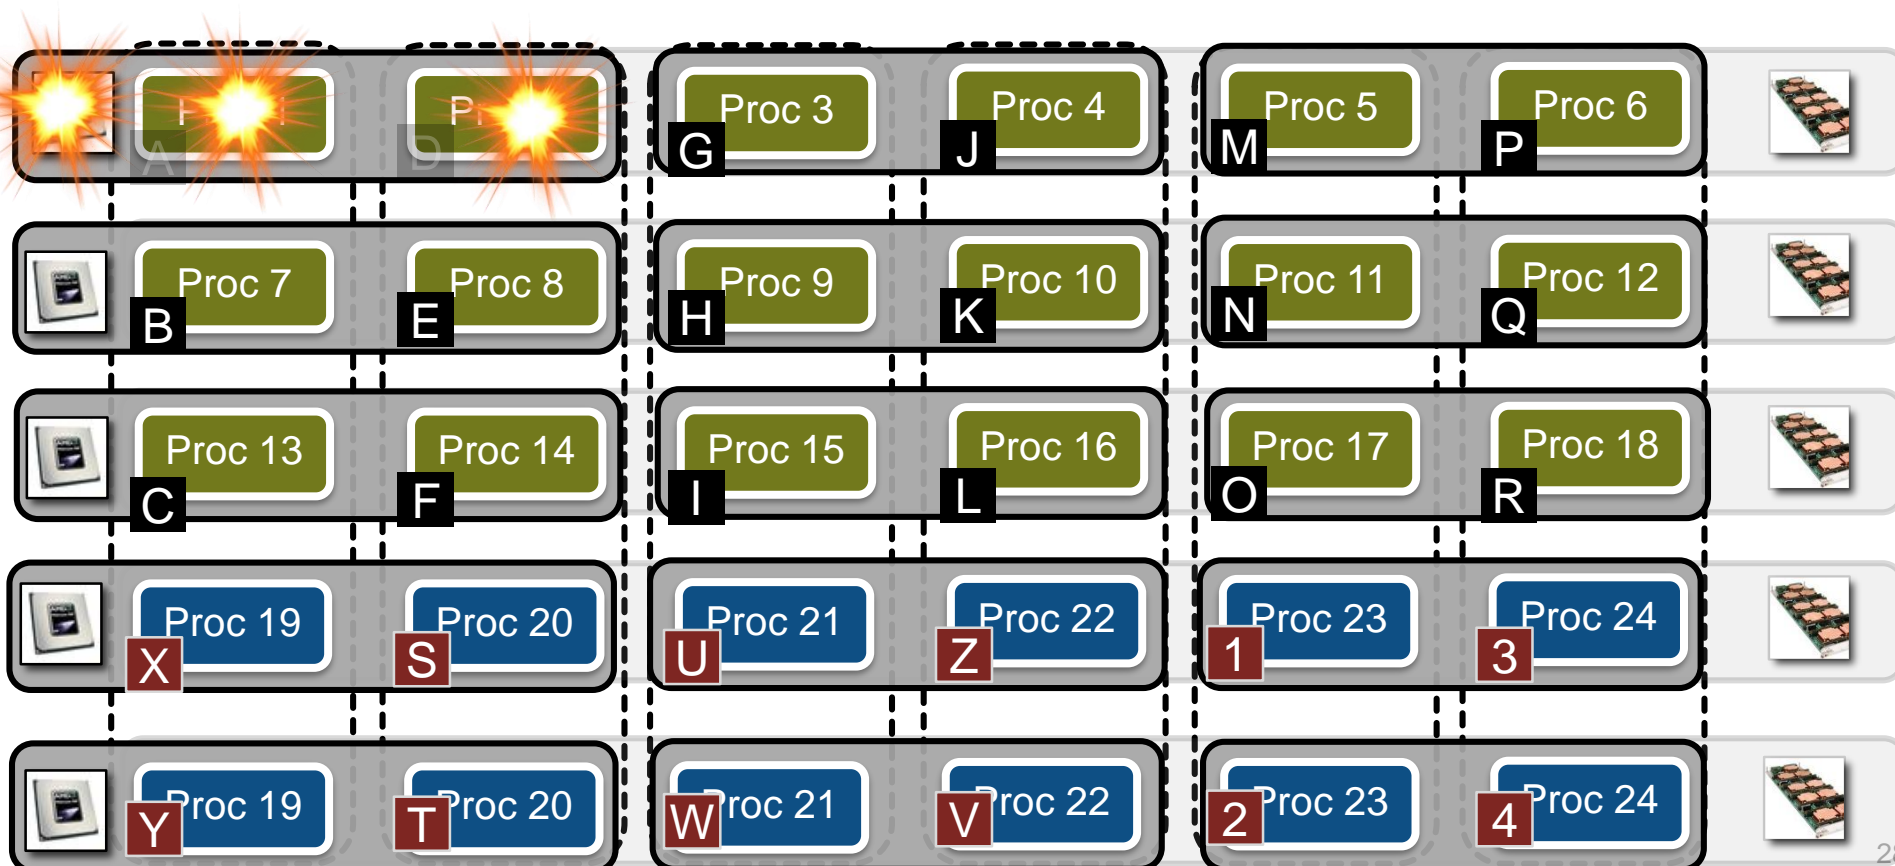 A
D
Proc 3
G
Proc 4
J
Proc 5
M
Proc 6
P
Proc 7
B
Proc 8
E
Proc 9
H
Proc 10
K
Proc 11
N
Proc 12
Q
Proc 13
C
Proc 14
F
Proc 15
I
Proc 16
L
Proc 17
O
Proc 18
R
Proc 19
X
Proc 20
S
Proc 21
U
Proc 22
Z
Proc 23
1
Proc 24
3
Proc 19
Y
Proc 20
T
Proc 21
W
Proc 22
V
Proc 23
2
Proc 24
4